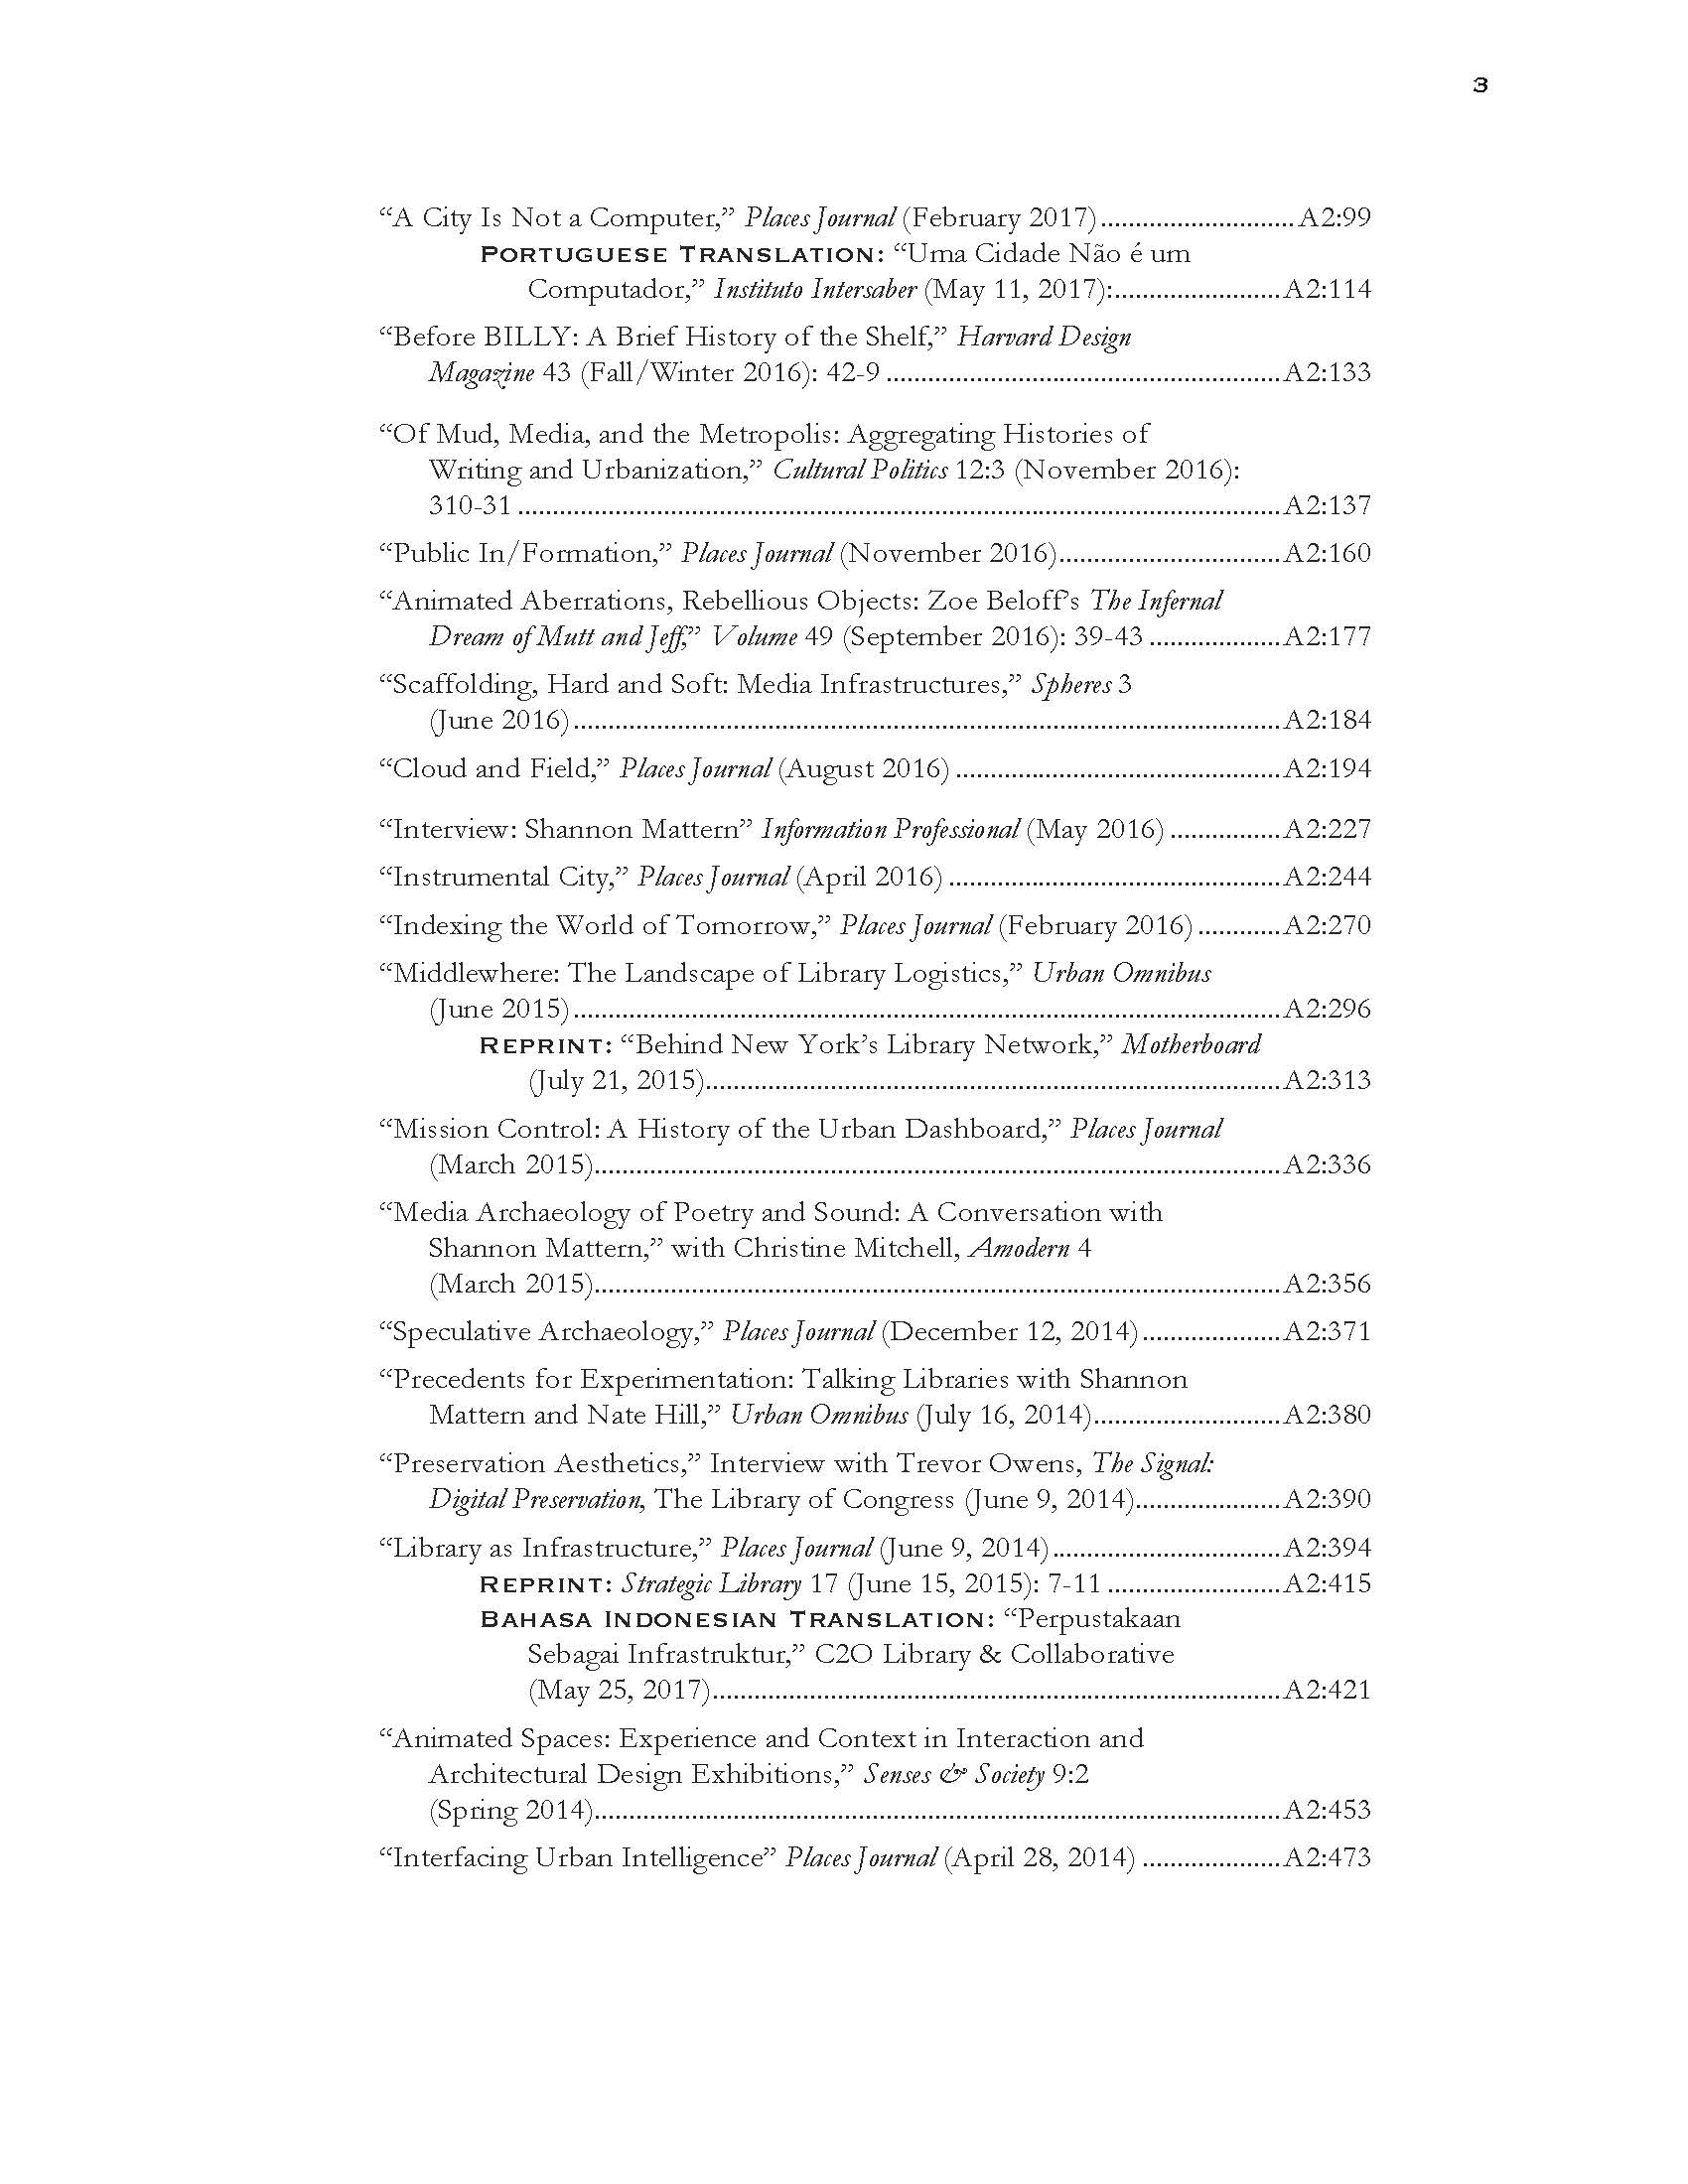 3
“A City Is Not a Computer,” Places Journal (February 2017)............................A2:99
PORTUGUESE TRANSLATION: “Uma Cidade Não é um
Computador,” Instituto Intersaber (May 11, 2017):........................A2:114
“Before BILLY: A Brief History of the Shelf,” Harvard Design
Magazine 43 (Fall/Winter 2016): 42-9.........................................................A2:133
“Of Mud, Media, and the Metropolis: Aggregating Histories of
Writing and Urbanization,” Cultural Politics 12:3 (November 2016):
310-31..............................................................................................................A2:137
“Public In/Formation,” Places Journal (November 2016)................................A2:160
“Animated Aberrations, Rebellious Objects: Zoe Beloff’s The Infernal
Dream of Mutt and Jeff,” Volume 49 (September 2016): 39-43...................A2:177
“Scaffolding, Hard and Soft: Media Infrastructures,” Spheres 3
(June 2016)......................................................................................................A2:184
“Cloud and Field,” Places Journal (August 2016)...............................................A2:194
“Interview: Shannon Mattern” Information Professional (May 2016)................A2:227
“Instrumental City,” Places Journal (April 2016)................................................A2:244
“Indexing the World of Tomorrow,” Places Journal (February 2016)............A2:270
“Middlewhere: The Landscape of Library Logistics,” Urban Omnibus
(June 2015)......................................................................................................A2:296
REPRINT: “Behind New York’s Library Network,” Motherboard
(July 21, 2015)...................................................................................A2:313
“Mission Control: A History of the Urban Dashboard,” Places Journal
(March 2015)...................................................................................................A2:336
“Media Archaeology of Poetry and Sound: A Conversation with
Shannon Mattern,” with Christine Mitchell, Amodern 4
(March 2015)...................................................................................................A2:356
“Speculative Archaeology,” Places Journal (December 12, 2014)....................A2:371
“Precedents for Experimentation: Talking Libraries with Shannon
Mattern and Nate Hill,” Urban Omnibus (July 16, 2014)...........................A2:380
“Preservation Aesthetics,” Interview with Trevor Owens, The Signal:
Digital Preservation, The Library of Congress (June 9, 2014).....................A2:390
“Library as Infrastructure,” Places Journal (June 9, 2014).................................A2:394
REPRINT: Strategic Library 17 (June 15, 2015): 7-11.........................A2:415
BAHASA INDONESIAN TRANSLATION: “Perpustakaan
Sebagai Infrastruktur,” C2O Library & Collaborative
(May 25, 2017)..................................................................................A2:421
“Animated Spaces: Experience and Context in Interaction and
Architectural Design Exhibitions,” Senses & Society 9:2
(Spring 2014)...................................................................................................A2:453
“Interfacing Urban Intelligence” Places Journal (April 28, 2014)....................A2:473